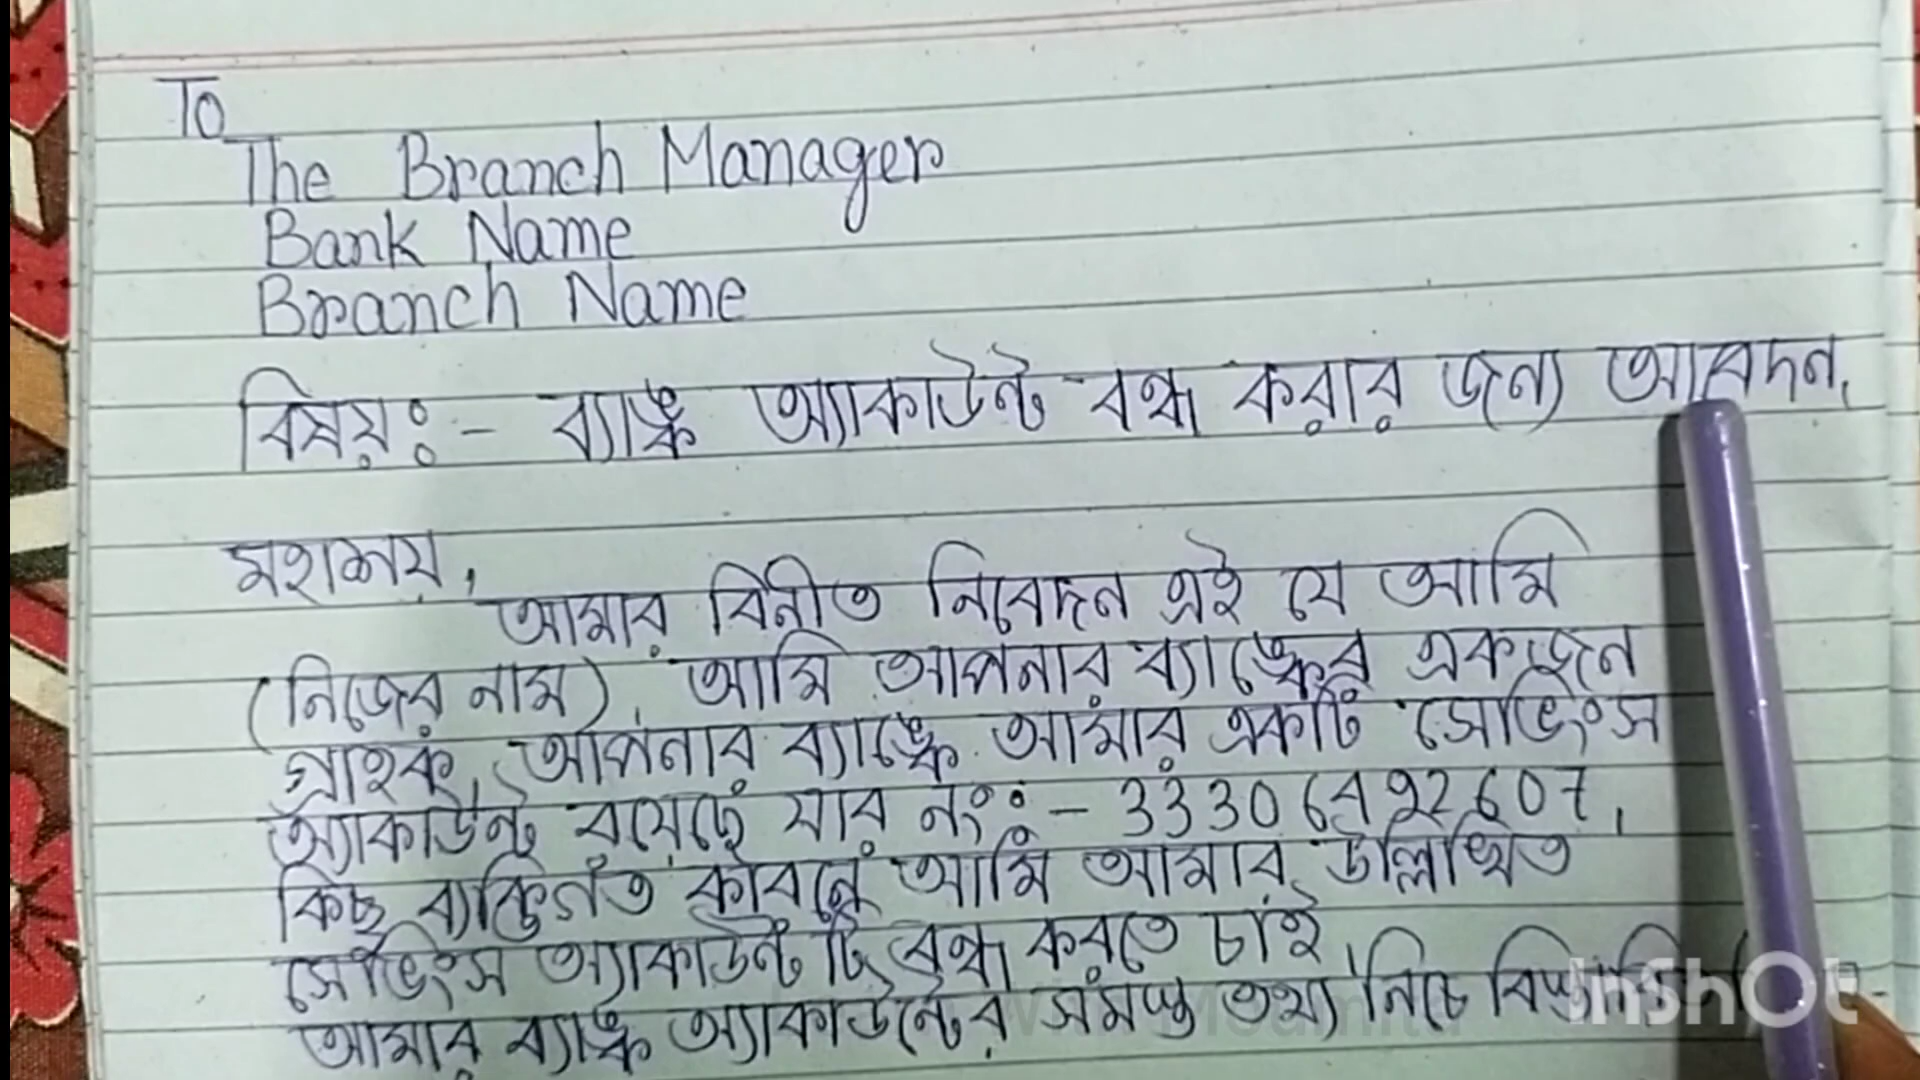 To
The Branch Manager
Bank Name
Branch Name
বিষয়ঃ- ব্যাঙ্ক অ্যাকাউন্ট বন্ধ করার জন্য আবেদন,
মহাশয়,
আমার বিনীত নিবেদন এই যে আমি
(নিজের নাম), আমি আপনার ব্যাঙ্কের একজন
গ্রাহক, আপনার ব্যাঙ্কে আমার একটি সেভিংস
অ্যাকাউন্ট রয়েছে যার নংঃ-
কিছু ব্যক্তিগত কারনে আমি আমার উল্লিখিত
সেভিংস অ্যাকাউন্ট টি বন্ধ করতে চাই,
আমার ব্যাঙ্ক অ্যাকাউন্টের সমস্ত তথ্য নিচে
InShOt